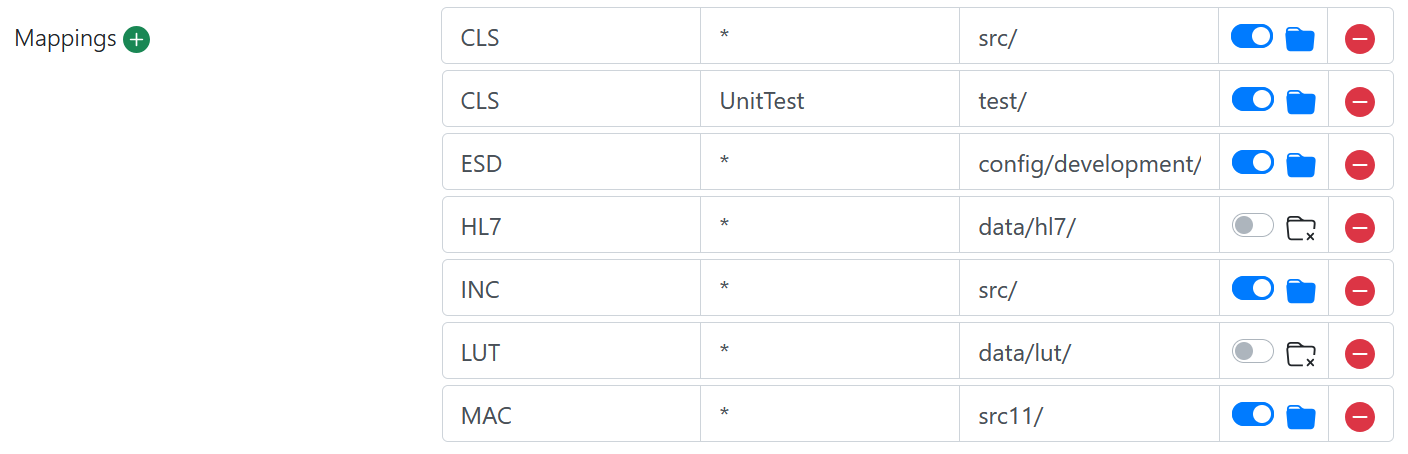 Mappings
CLS * src/
CLS UnitTest test/
ESD * config/development/
HL7 * data/hl7/
INC * src/
LUT * data/lut/
MAC * src11/